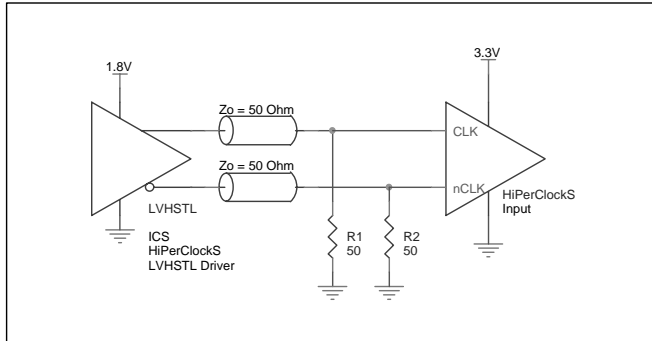 1.8V
3.3V
Zo = 50 Ohm
CLK
Zo = 50 Ohm
nCLK
HiPerClockS
Input
LVHSTL
ICS
HiPerClockS
LVHSTL Driver
R1
50
R2
50